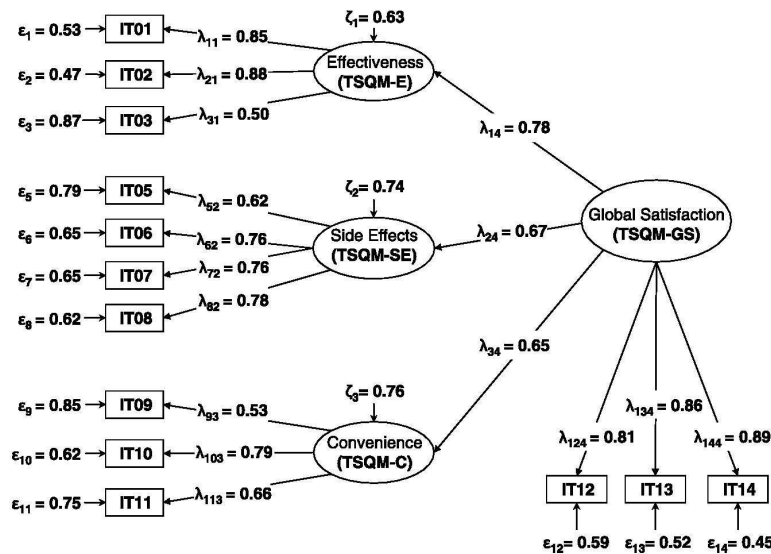 ζ₁= 0.63
ε₁ = 0.53 IT01 λ₁₁ = 0.85
Effectiveness
(TSQM-E)
ε₂ = 0.47 IT02 λ₂₁ = 0.88
ε₃ = 0.87 IT03 λ₃₁ = 0.50
λ₁₄ = 0.78
ε₅ = 0.79 IT05 λ₅₂ = 0.62
ζ₂= 0.74
ε₆ = 0.65 IT06 λ₆₂ = 0.76
Side Effects
(TSQM-SE)
ε₇ = 0.65 IT07 λ₇₂ = 0.76
ε₈ = 0.62 IT08 λ₈₂ = 0.78
λ₂₄ = 0.67
Global Satisfaction
(TSQM-GS)
λ₃₄ = 0.65
ζ₃= 0.76
ε₉ = 0.85 IT09 λ₉₃ = 0.53
ε₁₀ = 0.62 IT10 λ₁₀₃ = 0.79
Convenience
(TSQM-C)
ε₁₁ = 0.75 IT11 λ₁₁₃ = 0.66
λ₁₂₄ = 0.81 λ₁₃₄ = 0.86 λ₁₄₄ = 0.89
IT12 IT13 IT14
ε₁₂= 0.59 ε₁₃= 0.52 ε₁₄= 0.45